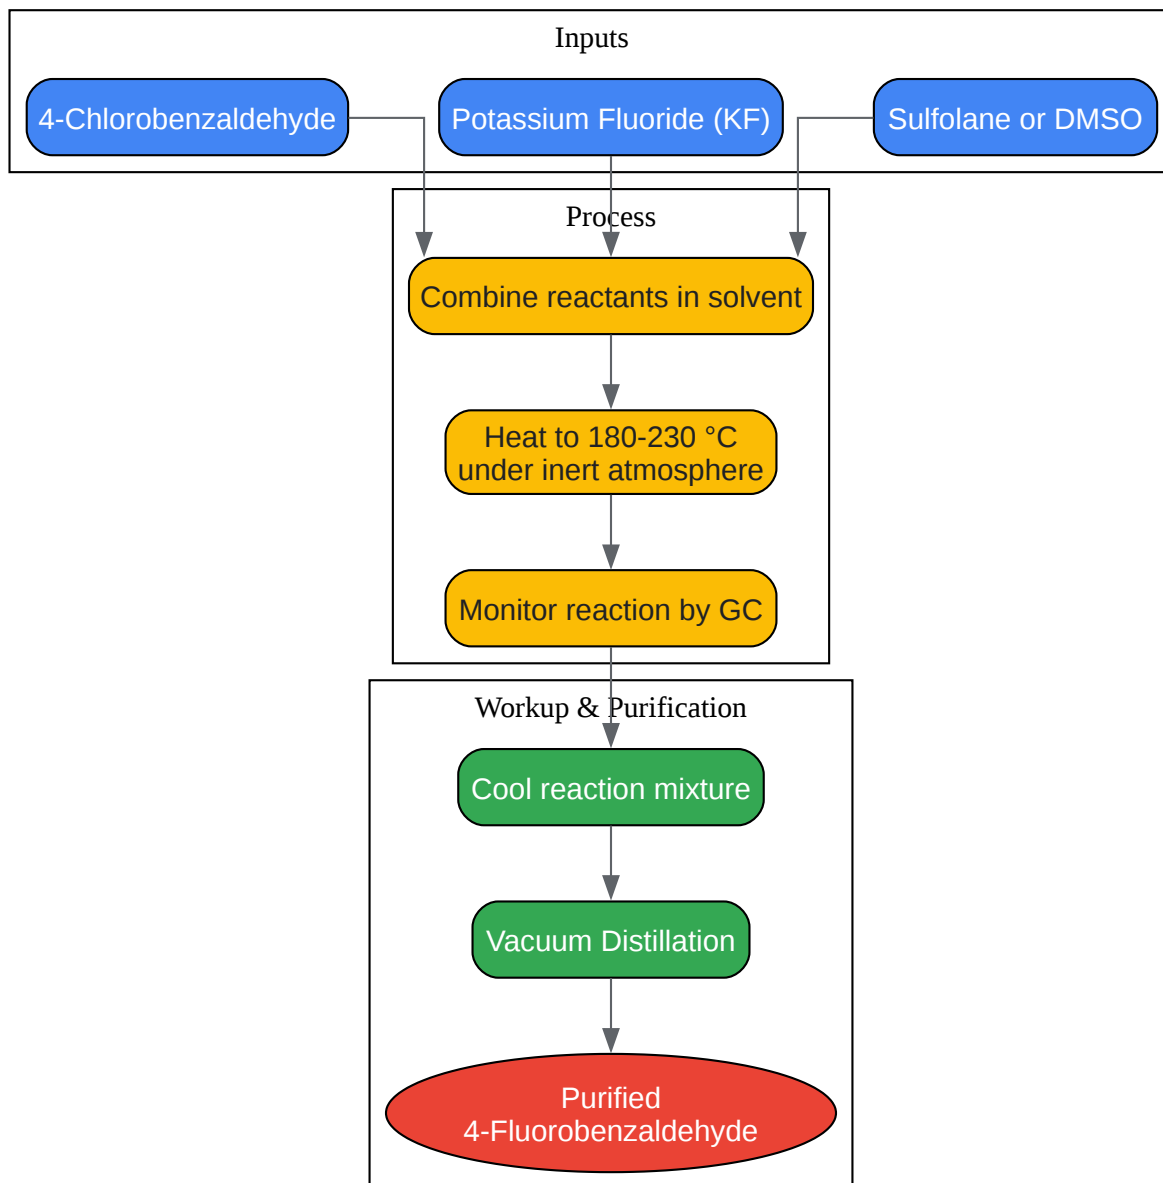 Inputs
4-Chlorobenzaldehyde
Potassium Fluoride (KF)
Sulfolane or DMSO
Process
Combine reactants in solvent
Heat to 180-230 °C
under inert atmosphere
Monitor reaction by GC
Workup & Purification
Cool reaction mixture
Vacuum Distillation
Purified
4-Fluorobenzaldehyde